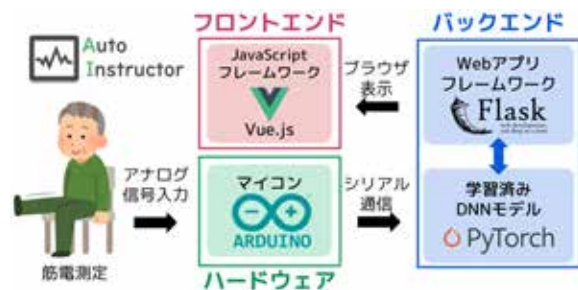 Auto
Instructor
フロントエンド
JavaScript
フレームワーク
Vue.js
ブラウザ
表示
バックエンド
Webアプリ
フレームワーク
Flask
アナログ
信号入力
マイコン
ARDUINO
ハードウェア
シリアル
通信
学習済み
DNNモデル
PyTorch
筋電測定